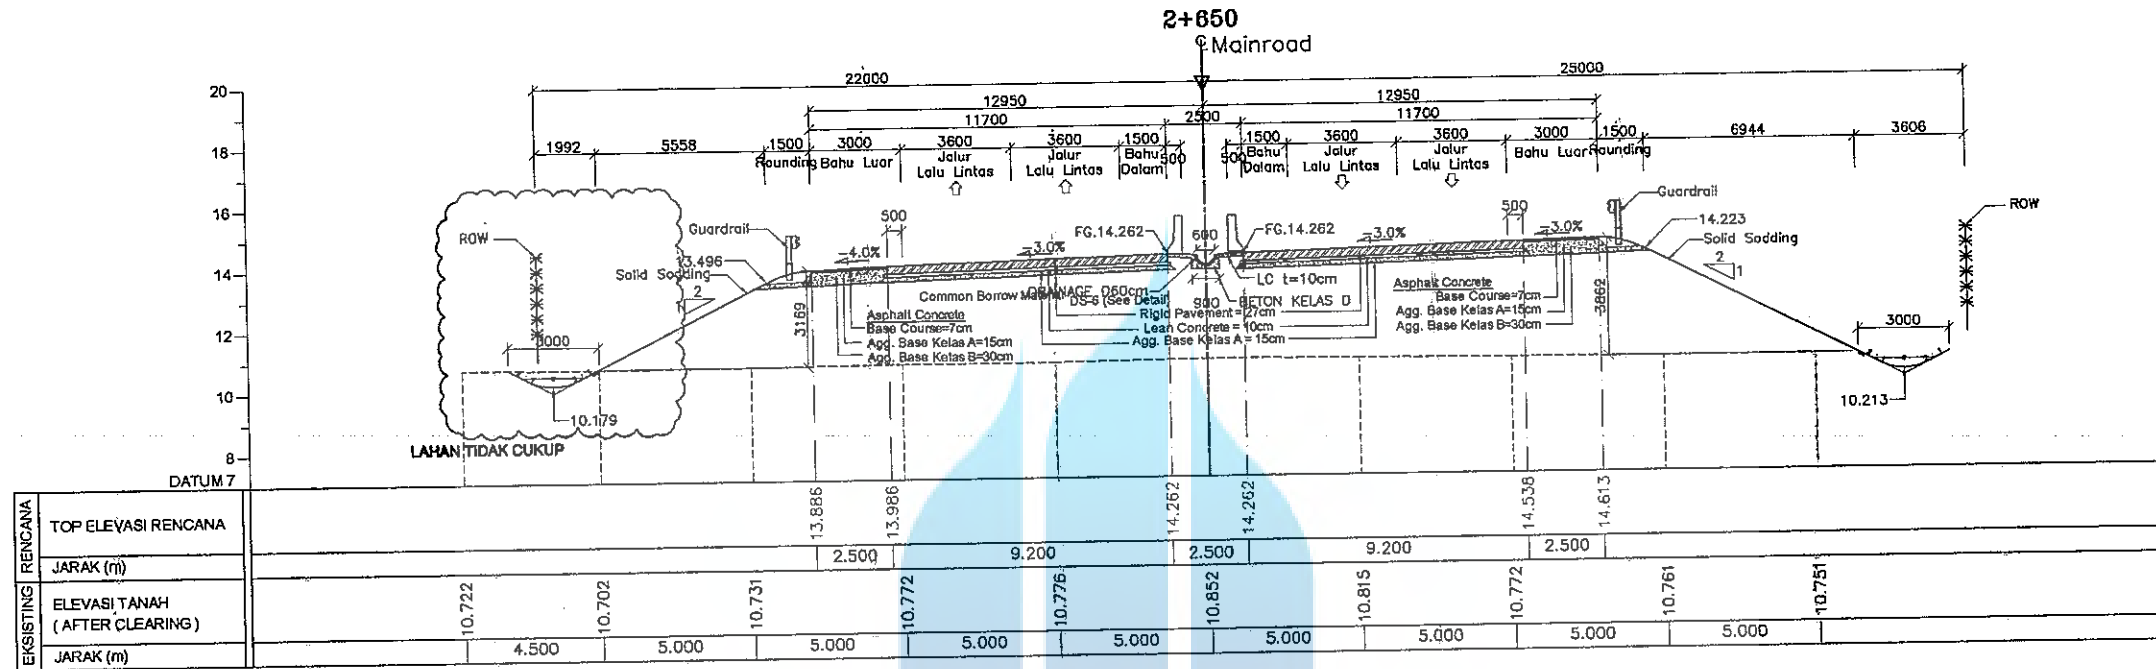 2+650
CL Mainroad
22000
25000
12950
12950
11700
2500
11700
1992
5558
1500
3000
3600
3600
1500
500
500
1500
3600
3600
3000
1500
6944
3606
Rounding
Bahu Luar
Jalur
Lalu Lintas
Jalur
Lalu Lintas
Bahu
Dalam
Bahu
Dalam
Jalur
Lalu Lintas
Jalur
Lalu Lintas
Bahu Luar
Rounding
20
18
16
14
12
10
8
DATUM 7
ROW
Guardrail
500
-4.0%
-3.0%
FG.14.262
600
FG.14.262
-3.0%
500
-3.0%
Guardrail
14.223
Solid Sodding
ROW
13.496
Solid Sodding
2
2
1
3169
Common Borrow Material
DRAINAGE D60cm
DS-6 (See Detail)
900
LC t=10cm
BETON KELAS D
Rigid Pavement = 27cm
Lean Concrete = 10cm
Agg. Base Kelas A = 15cm
Asphalt Concrete
Base Course=7cm
Agg. Base Kelas A=15cm
Agg. Base Kelas B=30cm
Asphalt Concrete
Base Course=7cm
Agg. Base Kelas A=15cm
Agg. Base Kelas B=30cm
3862
3000
3000
10.179
10.213
LAHAN TIDAK CUKUP
RENCANA
TOP ELEVASI RENCANA
13.886
13.986
14.262
14.262
14.538
14.613
JARAK (m)
2.500
9.200
2.500
9.200
2.500
EKSISTING
ELEVASI TANAH
( AFTER CLEARING )
10.722
10.702
10.731
10.772
10.776
10.852
10.815
10.772
10.761
10.751
JARAK (m)
4.500
5.000
5.000
5.000
5.000
5.000
5.000
5.000
5.000